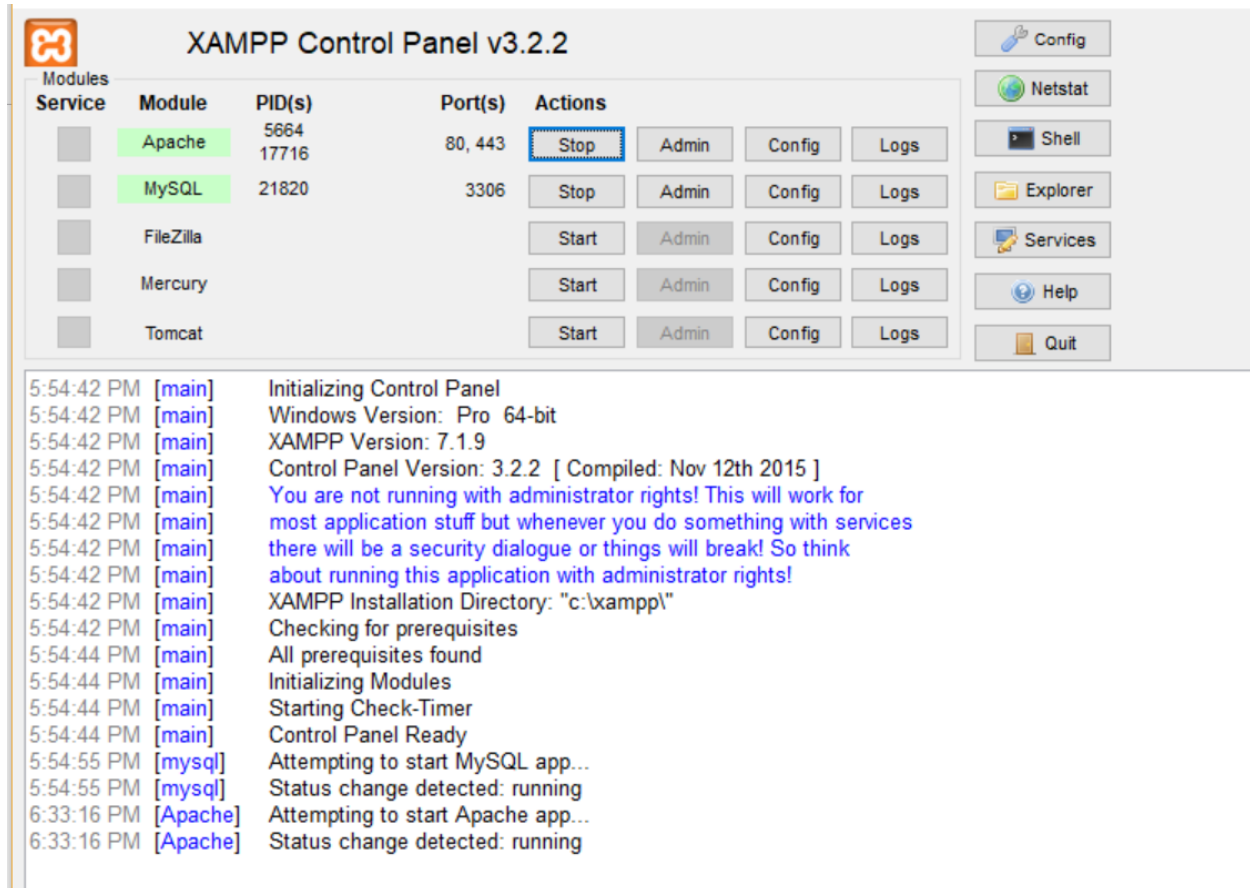 XAMPP Control Panel v3.2.2
Modules
Service Module PID(s) Port(s) Actions
Apache 5664 17716 80, 443 Stop Admin Config Logs
MySQL 21820 3306 Stop Admin Config Logs
FileZilla Start Admin Config Logs
Mercury Start Admin Config Logs
Tomcat Start Admin Config Logs
Config
Netstat
Shell
Explorer
Services
Help
Quit
5:54:42 PM [main] Initializing Control Panel
5:54:42 PM [main] Windows Version: Pro 64-bit
5:54:42 PM [main] XAMPP Version: 7.1.9
5:54:42 PM [main] Control Panel Version: 3.2.2 [ Compiled: Nov 12th 2015 ]
5:54:42 PM [main] You are not running with administrator rights! This will work for
5:54:42 PM [main] most application stuff but whenever you do something with services
5:54:42 PM [main] there will be a security dialogue or things will break! So think
5:54:42 PM [main] about running this application with administrator rights!
5:54:42 PM [main] XAMPP Installation Directory: "c:\xampp\"
5:54:42 PM [main] Checking for prerequisites
5:54:44 PM [main] All prerequisites found
5:54:44 PM [main] Initializing Modules
5:54:44 PM [main] Starting Check-Timer
5:54:44 PM [main] Control Panel Ready
5:54:55 PM [mysql] Attempting to start MySQL app...
5:54:55 PM [mysql] Status change detected: running
6:33:16 PM [Apache] Attempting to start Apache app...
6:33:16 PM [Apache] Status change detected: running